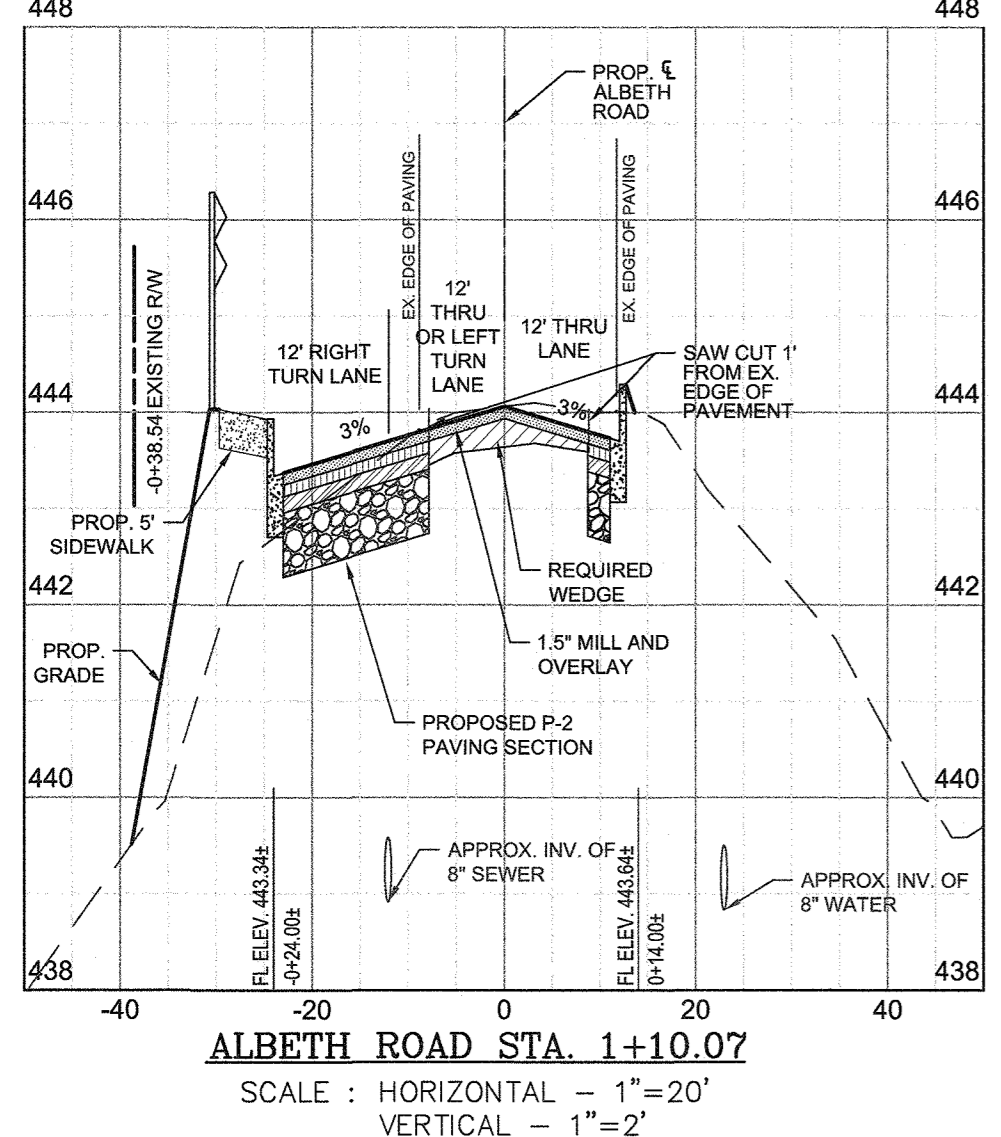 448
448
PROP. ℄
ALBETH
ROAD
446
446
EX. EDGE OF PAVING
EX. EDGE OF PAVING
-0+38.54 EXISTING R/W
12' RIGHT
TURN LANE
12'
THRU
OR LEFT
TURN
LANE
12' THRU
LANE
SAW CUT 1'
FROM EX.
EDGE OF
PAVEMENT
444
444
3%
3%
PROP. 5'
SIDEWALK
REQUIRED
WEDGE
442
442
1.5" MILL AND
OVERLAY
PROP.
GRADE
PROPOSED P-2
PAVING SECTION
440
440
FL ELEV. 443.34±
-0+24.00±
APPROX. INV. OF
8" SEWER
FL ELEV. 443.64±
0+14.00±
APPROX. INV. OF
8" WATER
438
438
-40
-20
0
20
40
ALBETH ROAD STA. 1+10.07
SCALE : HORIZONTAL - 1"=20'
VERTICAL - 1"=2'